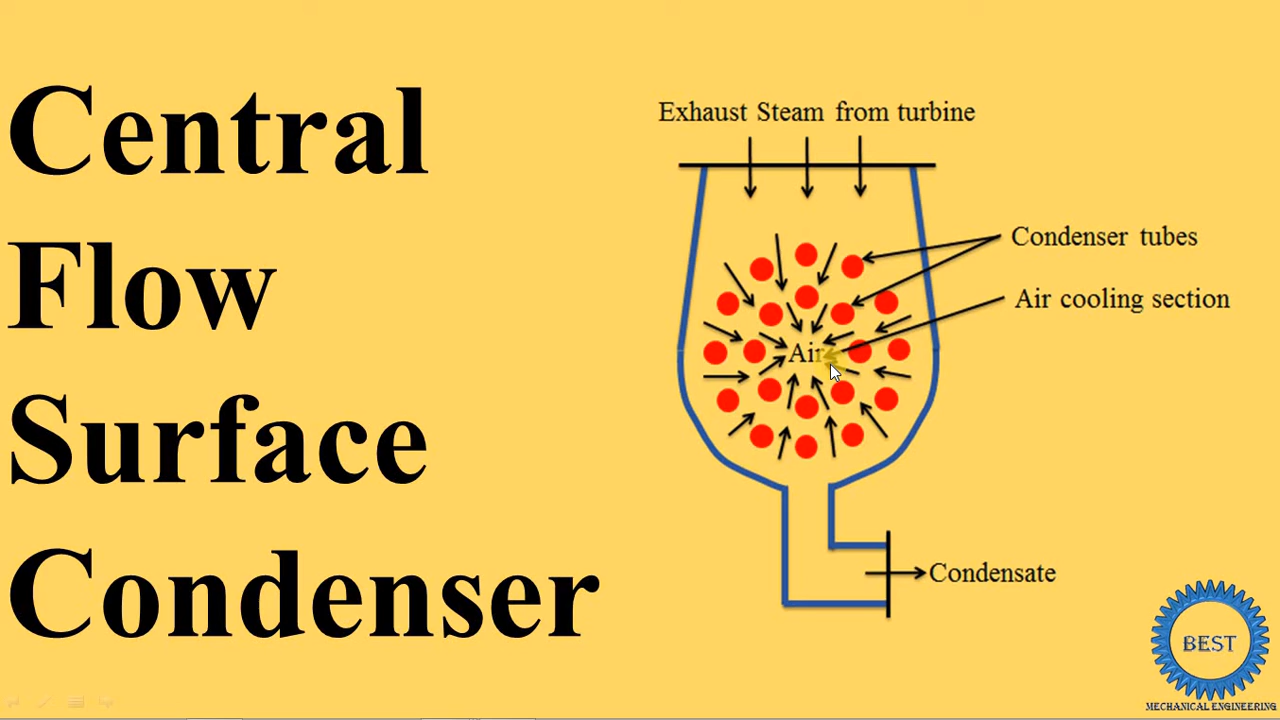 Central
Flow
Surface
Condenser
Exhaust Steam from turbine
Condenser tubes
Air cooling section
Air
Condensate
BEST
MECHANICAL ENGINEERING